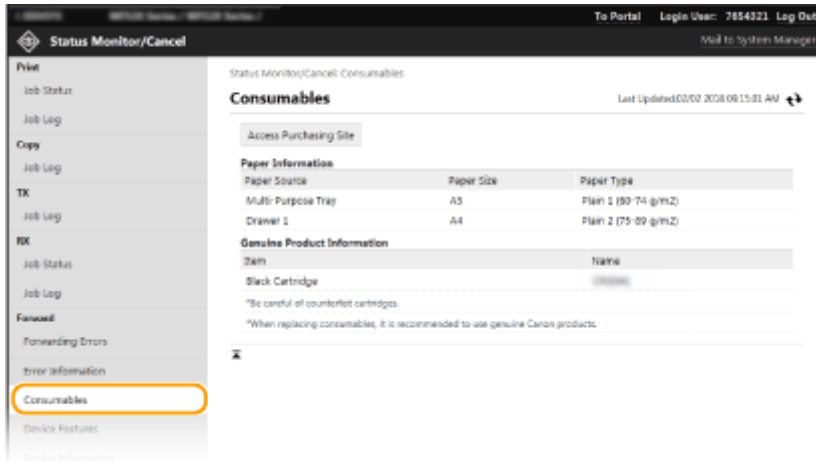 To Portal Login User: 7654321 Log Out
Status Monitor/Cancel
Mail to System Manager
Print
Job Status
Job Log
Copy
Job Log
TX
Job Log
RX
Job Status
Job Log
Forward
Forwarding Errors
Error Information
Consumables
Device Features
Status Monitor/Cancel: Consumables
Consumables
Last Updated:02/02 2016 09:15:01 AM
Access Purchasing Site
Paper Information
Paper Source Paper Size Paper Type
Multi-Purpose Tray A5 Plain 1 (60-74 g/m2)
Drawer 1 A4 Plain 2 (75-89 g/m2)
Genuine Product Information
Item Name
Black Cartridge
*Be careful of counterfeit cartridges.
*When replacing consumables, it is recommended to use genuine Canon products.